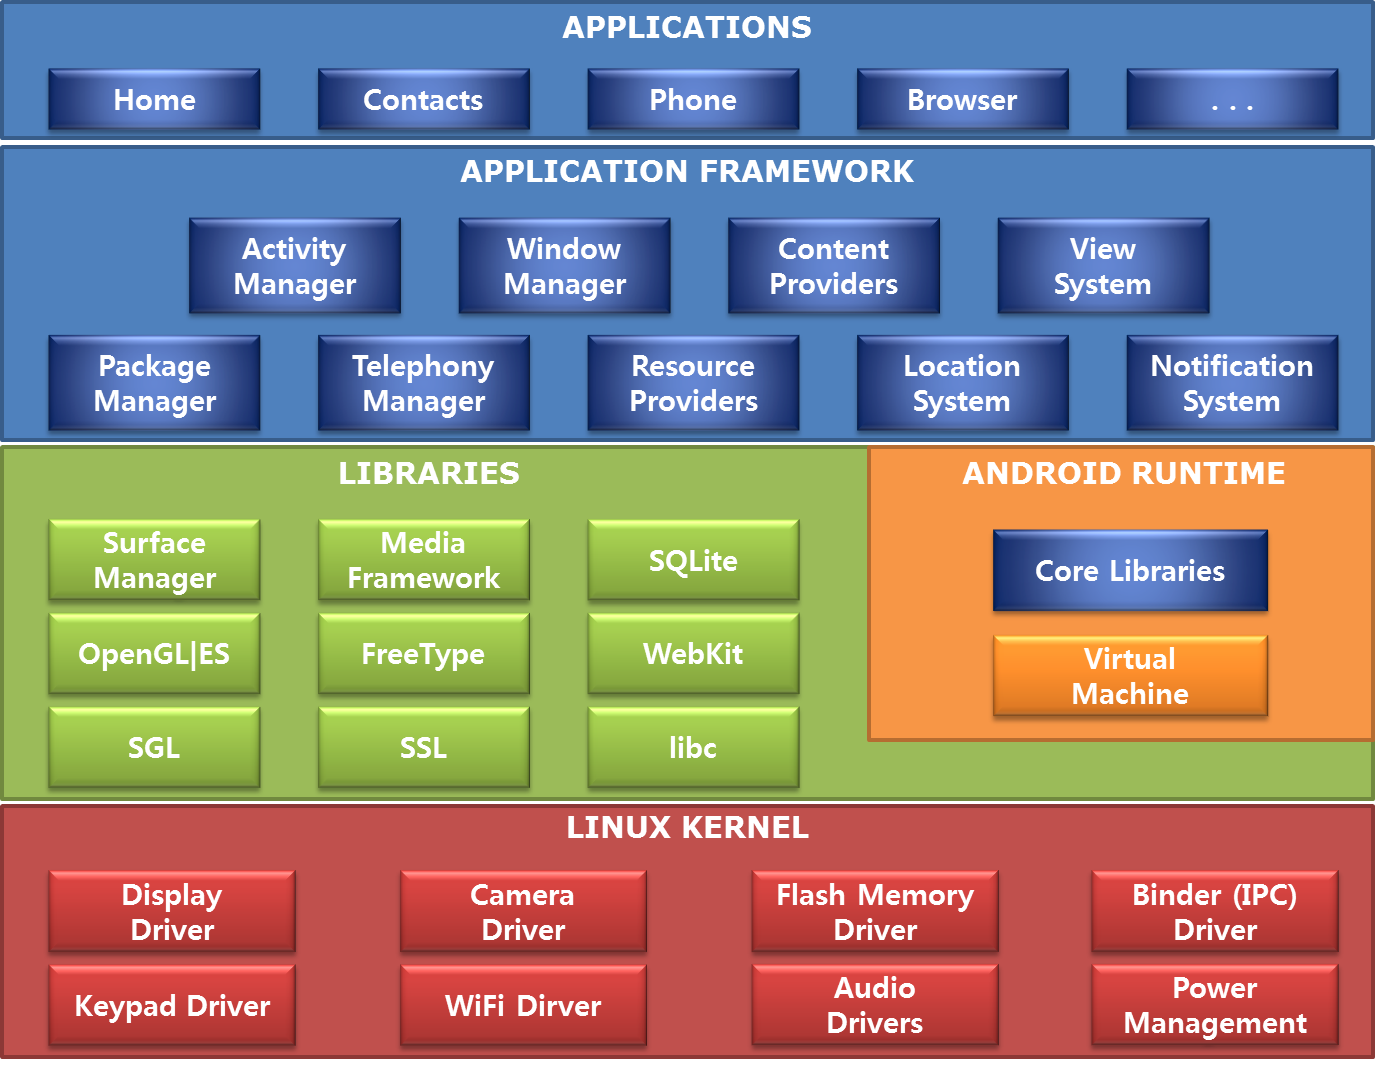 APPLICATIONS
Home
Contacts
Phone
Browser
. . .
APPLICATION FRAMEWORK
Activity
Manager
Window
Manager
Content
Providers
View
System
Package
Manager
Telephony
Manager
Resource
Providers
Location
System
Notification
System
LIBRARIES
Surface
Manager
Media
Framework
SQLite
OpenGL|ES
FreeType
WebKit
SGL
SSL
libc
ANDROID RUNTIME
Core Libraries
Virtual
Machine
LINUX KERNEL
Display
Driver
Camera
Driver
Flash Memory
Driver
Binder (IPC)
Driver
Keypad Driver
WiFi Dirver
Audio
Drivers
Power
Management